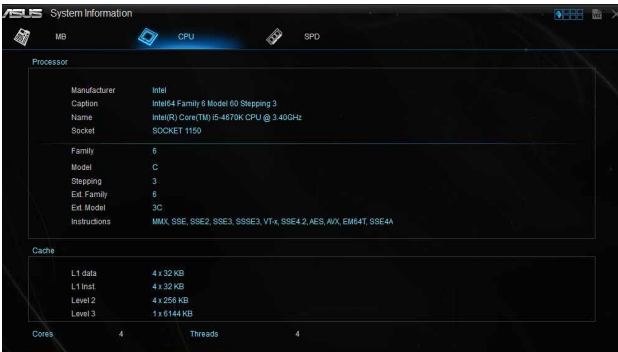 ASUS System Information
MB CPU SPD
Processor
Manufacturer Intel
Caption Intel64 Family 6 Model 60 Stepping 3
Name Intel(R) Core(TM) i5-4670K CPU @ 3.40GHz
Socket SOCKET 1150
Family 6
Model C
Stepping 3
Ext. Family 6
Ext. Model 3C
Instructions MMX, SSE, SSE2, SSE3, SSSE3, VT-x, SSE4.2, AES, AVX, EM64T, SSE4A
Cache
L1 data 4 x 32 KB
L1 Inst. 4 x 32 KB
Level 2 4 x 256 KB
Level 3 1 x 6144 KB
Cores 4 Threads 4